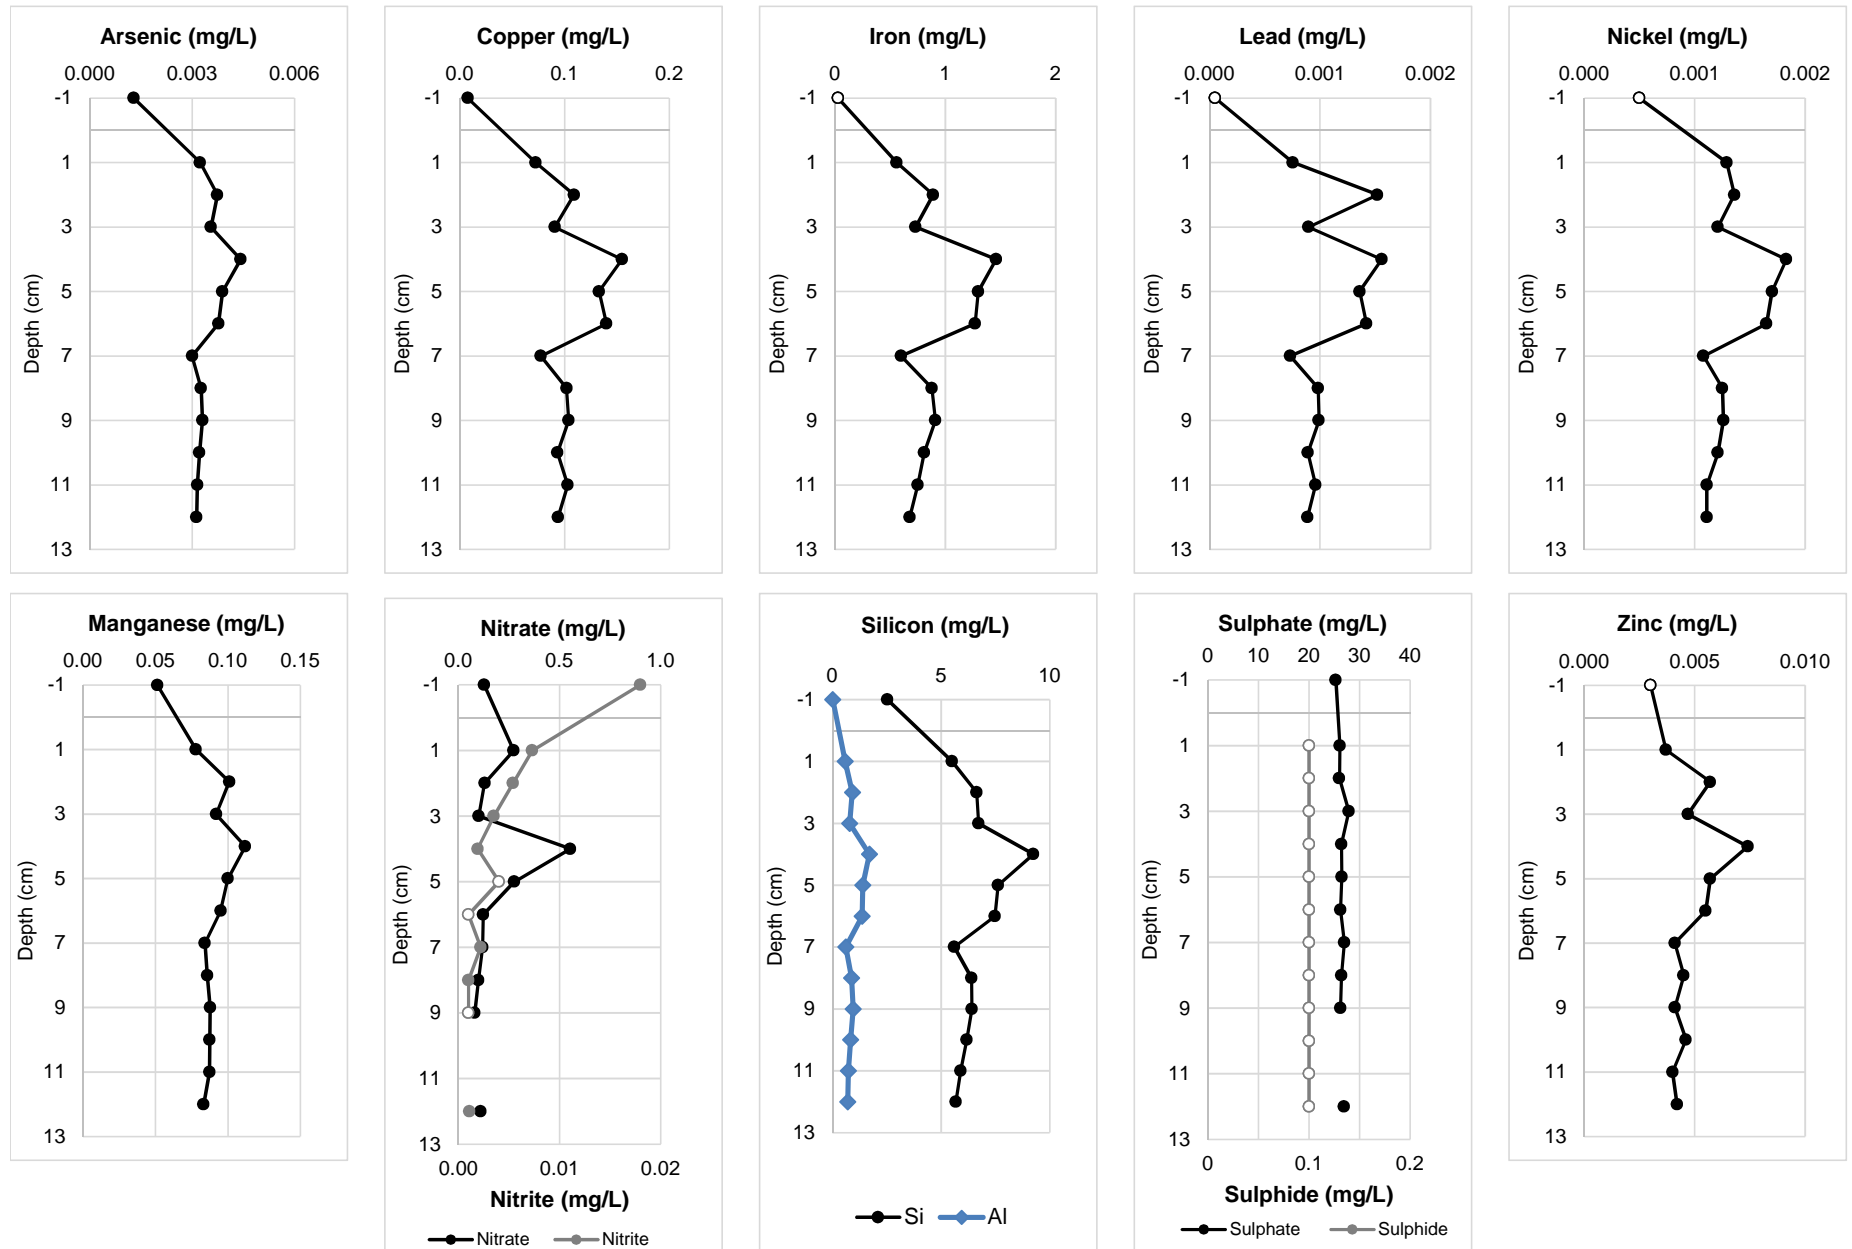 Arsenic (mg/L)
0.000 0.003 0.006
-1
1
3
5
7
9
11
13
Depth (cm)
Copper (mg/L)
0.0 0.1 0.2
-1
1
3
5
7
9
11
13
Depth (cm)
Iron (mg/L)
0 1 2
-1
1
3
5
7
9
11
13
Depth (cm)
Lead (mg/L)
0.000 0.001 0.002
-1
1
3
5
7
9
11
13
Depth (cm)
Nickel (mg/L)
0.000 0.001 0.002
-1
1
3
5
7
9
11
13
Depth (cm)
Manganese (mg/L)
0.00 0.05 0.10 0.15
-1
1
3
5
7
9
11
13
Depth (cm)
Nitrate (mg/L)
0.0 0.5 1.0
-1
1
3
5
7
9
11
13
Depth (cm)
0.00 0.01 0.02
Nitrite (mg/L)
Nitrate Nitrite
Silicon (mg/L)
0 5 10
-1
1
3
5
7
9
11
13
Depth (cm)
Si Al
Sulphate (mg/L)
0 10 20 30 40
-1
1
3
5
7
9
11
13
Depth (cm)
0 0.1 0.2
Sulphide (mg/L)
Sulphate Sulphide
Zinc (mg/L)
0.000 0.005 0.010
-1
1
3
5
7
9
11
13
Depth (cm)